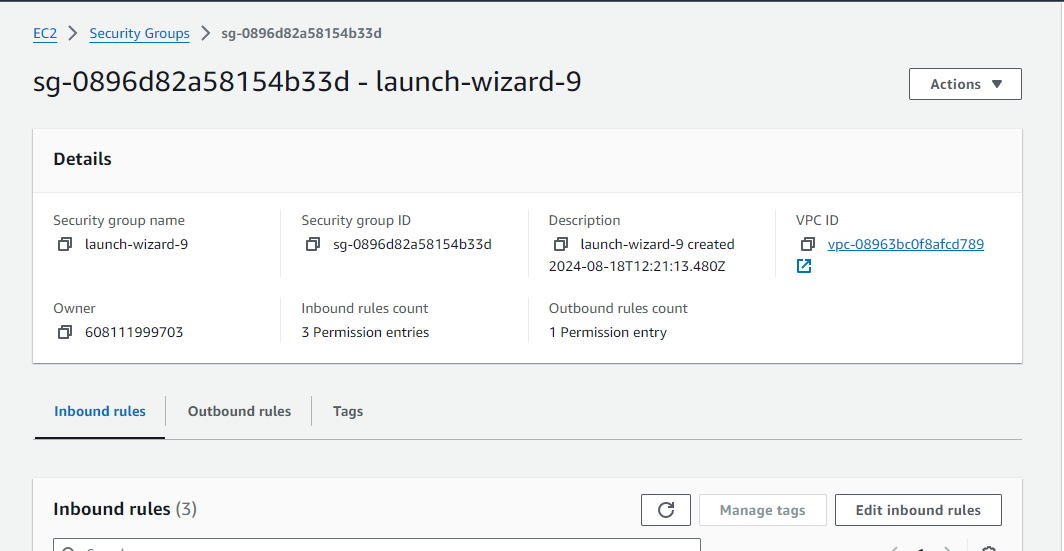 EC2 > Security Groups > sg-0896d82a58154b33d
sg-0896d82a58154b33d - launch-wizard-9
Actions
Details
Security group name
launch-wizard-9
Security group ID
sg-0896d82a58154b33d
Description
launch-wizard-9 created
2024-08-18T12:21:13.480Z
VPC ID
vpc-08963bc0f8afcd789
Owner
608111999703
Inbound rules count
3 Permission entries
Outbound rules count
1 Permission entry
Inbound rules
Outbound rules
Tags
Inbound rules (3)
Manage tags
Edit inbound rules